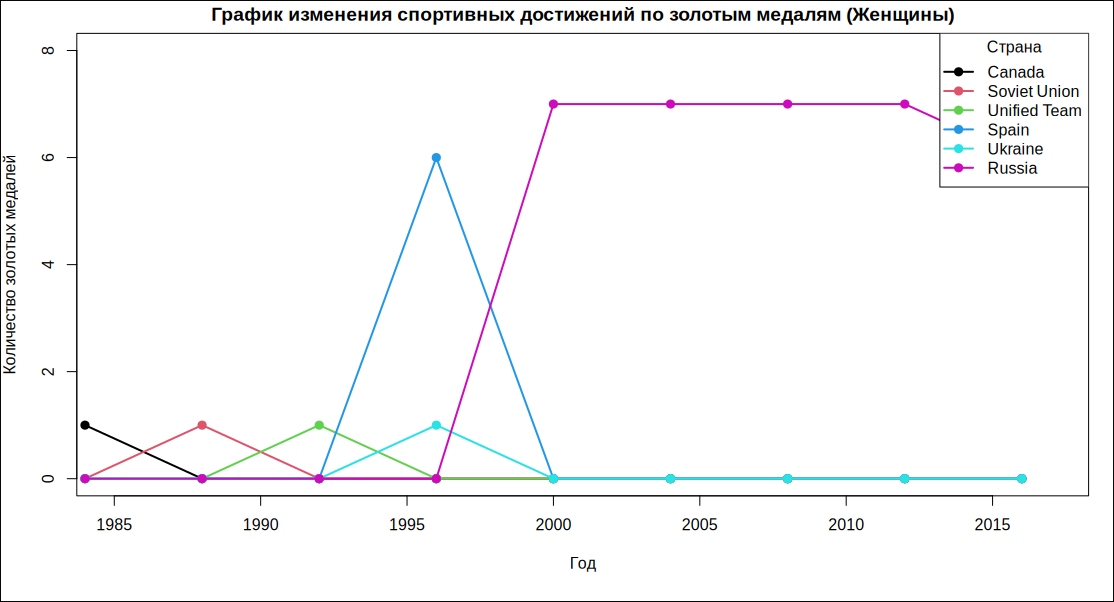 График изменения спортивных достижений по золотым медалям (Женщины)
Страна
Canada
Soviet Union
Unified Team
Spain
Ukraine
Russia
Количество золотых медалей
8
6
4
2
0
1985 1990 1995 2000 2005 2010 2015
Год